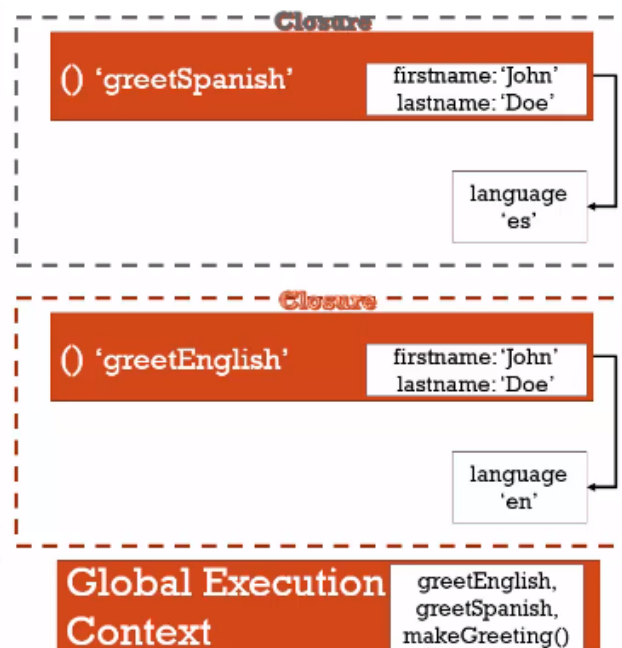 Closure
() ‘greetSpanish’
firstname: ‘John’
lastname: ‘Doe’
language
‘es’
Closure
() ‘greetEnglish’
firstname: ‘John’
lastname: ‘Doe’
language
‘en’
Global Execution
Context
greetEnglish,
greetSpanish,
makeGreeting()